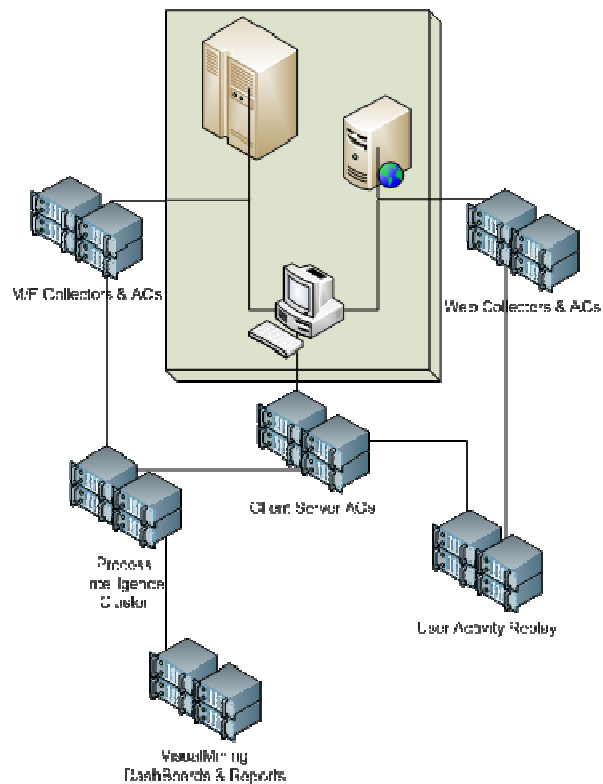 M/F Collectors & ACs
Web Collectors & ACs
Client Server ACs
Process
Intelligence
Cluster
User Activity Replay
VisualMining
DashBoards & Reports